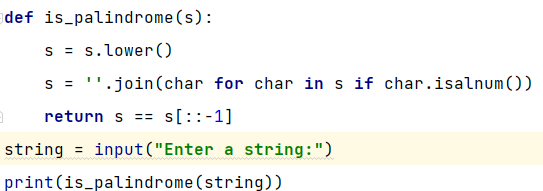 def is_palindrome(s):
    s = s.lower()
    s = ''.join(char for char in s if char.isalnum())
    return s == s[::-1]
string = input("Enter a string:")
print(is_palindrome(string))